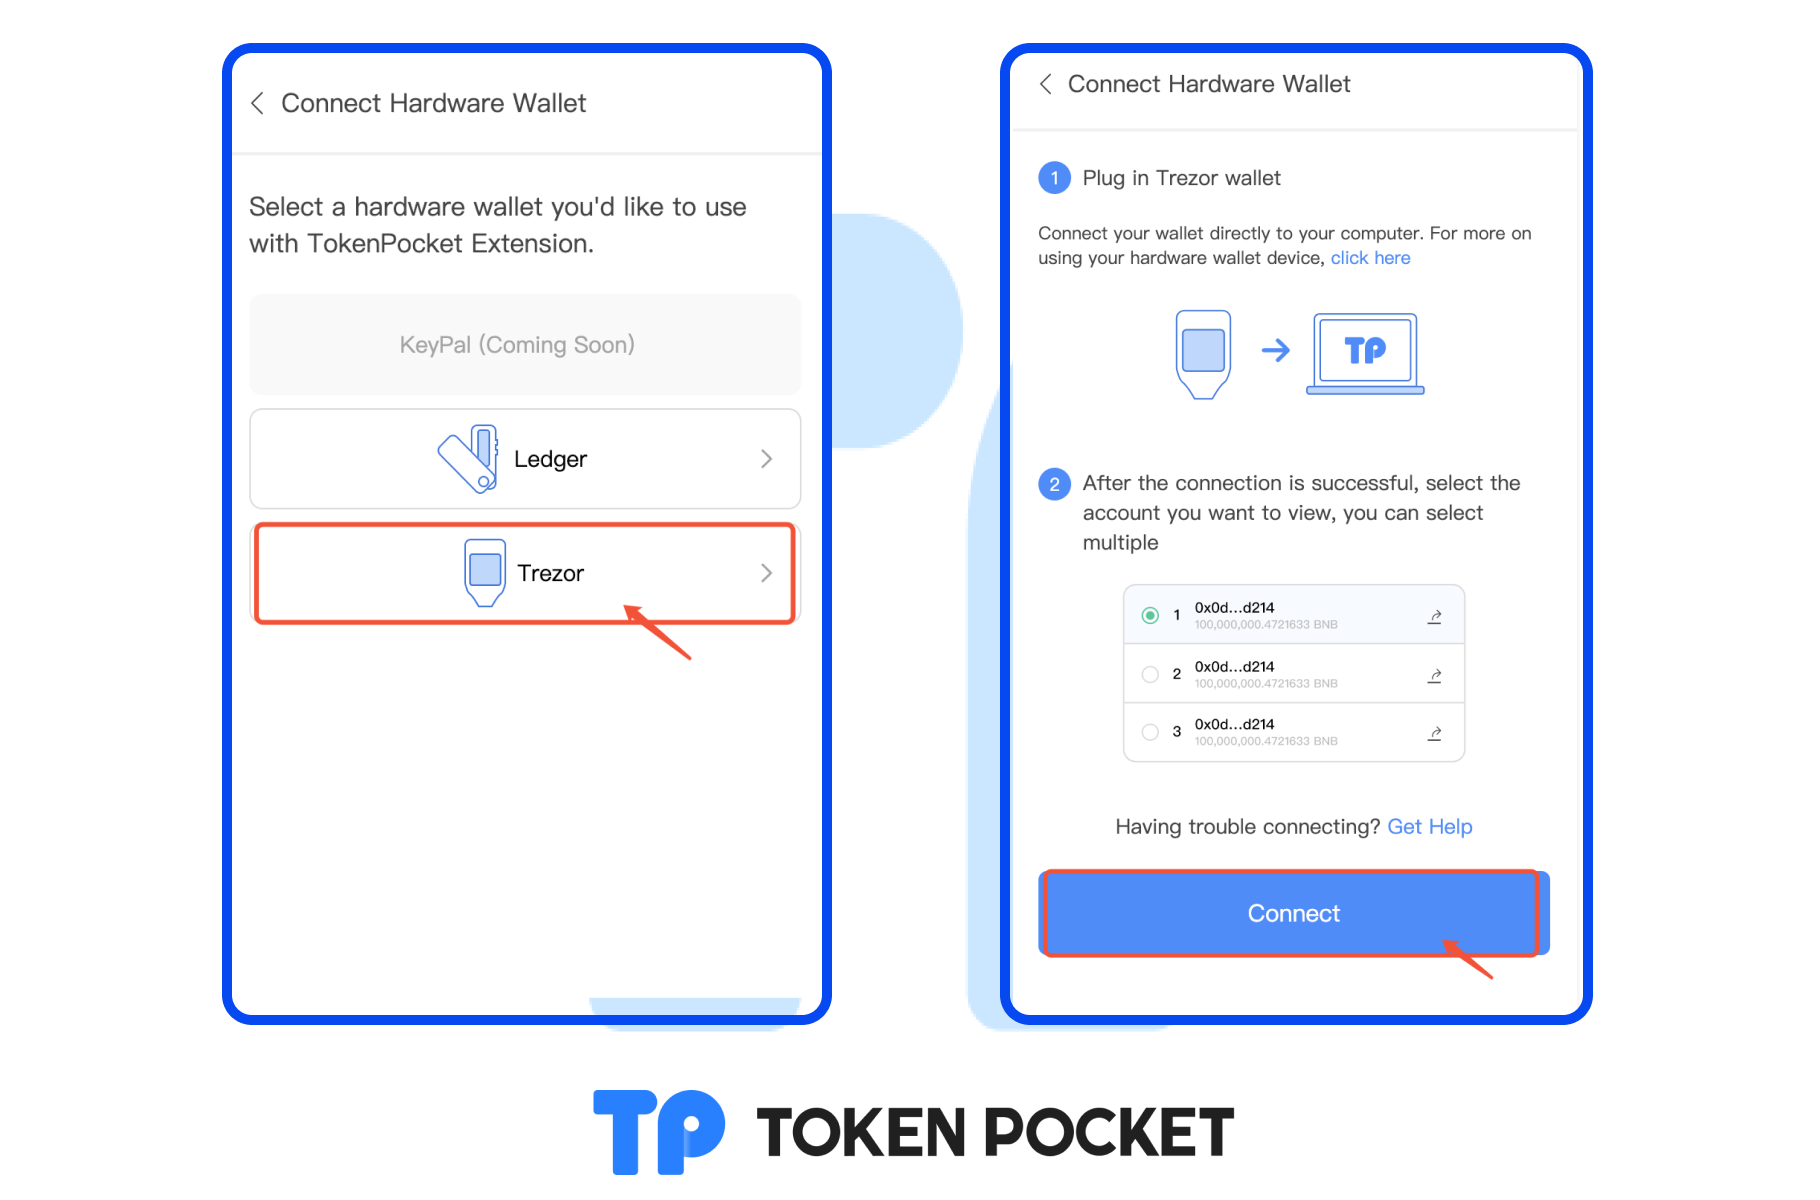 Connect Hardware Wallet
Select a hardware wallet you'd like to use
with TokenPocket Extension.
KeyPal (Coming Soon)
Ledger
Trezor
Connect Hardware Wallet
1 Plug in Trezor wallet
Connect your wallet directly to your computer. For more on
using your hardware wallet device, click here
TP
2 After the connection is successful, select the
account you want to view, you can select
multiple
1 0x0d...d214
100,000,000.4721633 BNB
2 0x0d...d214
100,000,000.4721633 BNB
3 0x0d...d214
100,000,000.4721633 BNB
Having trouble connecting? Get Help
Connect
TP TOKEN POCKET